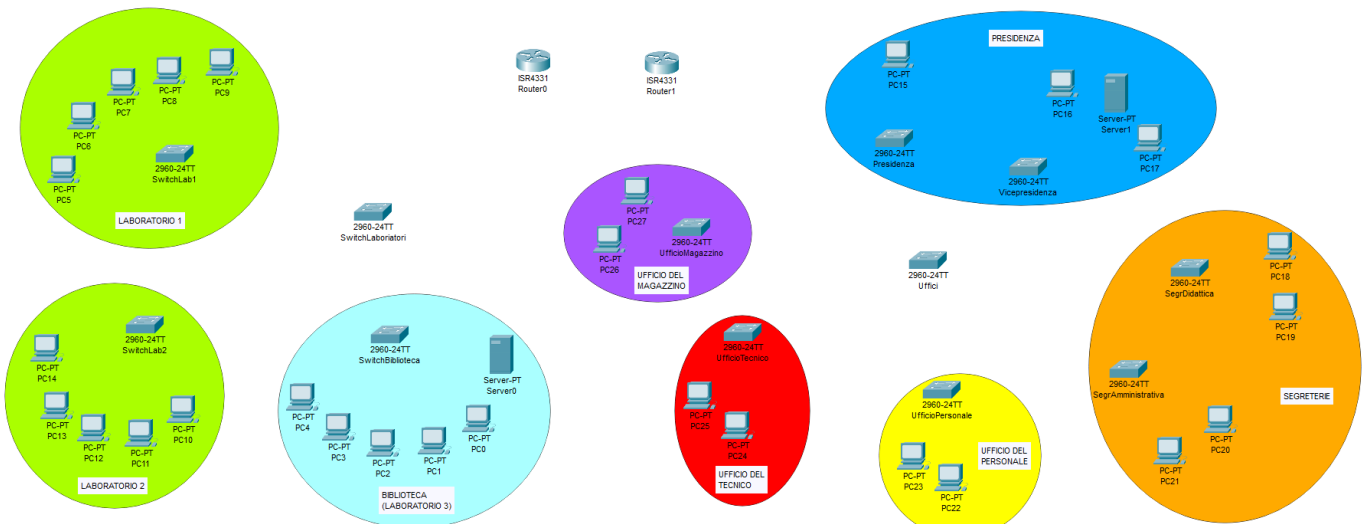 PC-PT
PC9
PC-PT
PC8
PC-PT
PC7
PC-PT
PC6
PC-PT
PC5
2960-24TT
SwitchLab1
LABORATORIO 1
ISR4331
Router0
ISR4331
Router1
PRESIDENZA
PC-PT
PC15
PC-PT
PC16
Server-PT
Server1
PC-PT
PC17
2960-24TT
Presidenza
2960-24TT
Vicepresidenza
2960-24TT
SwitchLaboriatori
PC-PT
PC27
PC-PT
PC26
2960-24TT
UfficioMagazzino
UFFICIO DEL
MAGAZZINO
2960-24TT
Uffici
PC-PT
PC18
2960-24TT
SegrDidattica
PC-PT
PC19
2960-24TT
SegrAmministrativa
SEGRETERIE
PC-PT
PC20
PC-PT
PC21
2960-24TT
SwitchLab2
PC-PT
PC14
PC-PT
PC13
PC-PT
PC12
PC-PT
PC11
PC-PT
PC10
LABORATORIO 2
2960-24TT
SwitchBiblioteca
Server-PT
Server0
PC-PT
PC4
PC-PT
PC3
PC-PT
PC2
PC-PT
PC1
PC-PT
PC0
BIBLIOTECA
(LABORATORIO 3)
2960-24TT
UfficioTecnico
PC-PT
PC25
PC-PT
PC24
UFFICIO DEL
TECNICO
2960-24TT
UfficioPersonale
UFFICIO DEL
PERSONALE
PC-PT
PC23
PC-PT
PC22